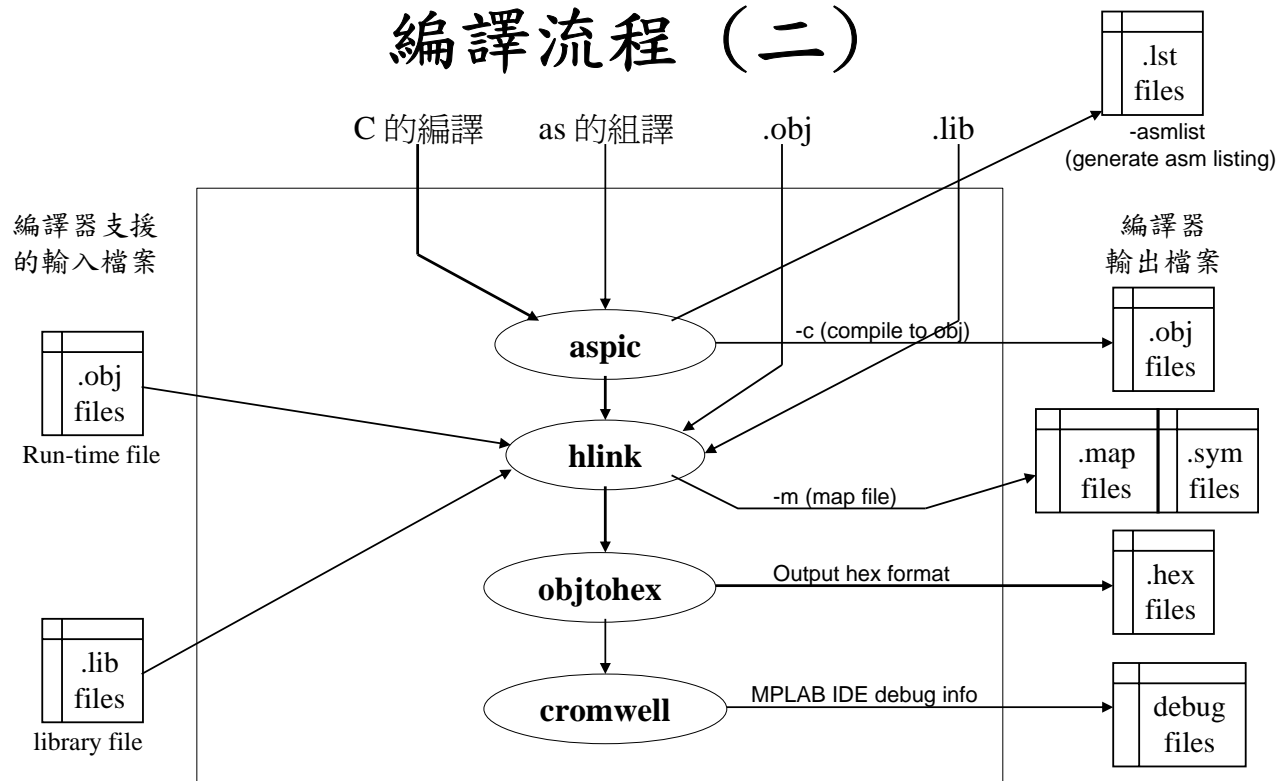 編譯流程（二）
.lst
files
-asmlist
(generate asm listing)
C 的編譯
as 的組譯
.obj
.lib
編譯器支援
的輸入檔案
編譯器
輸出檔案
aspic
-c (compile to obj)
.obj
files
.obj
files
Run-time file
hlink
-m (map file)
.map
files
.sym
files
objtohex
Output hex format
.hex
files
.lib
files
library file
cromwell
MPLAB IDE debug info
debug
files